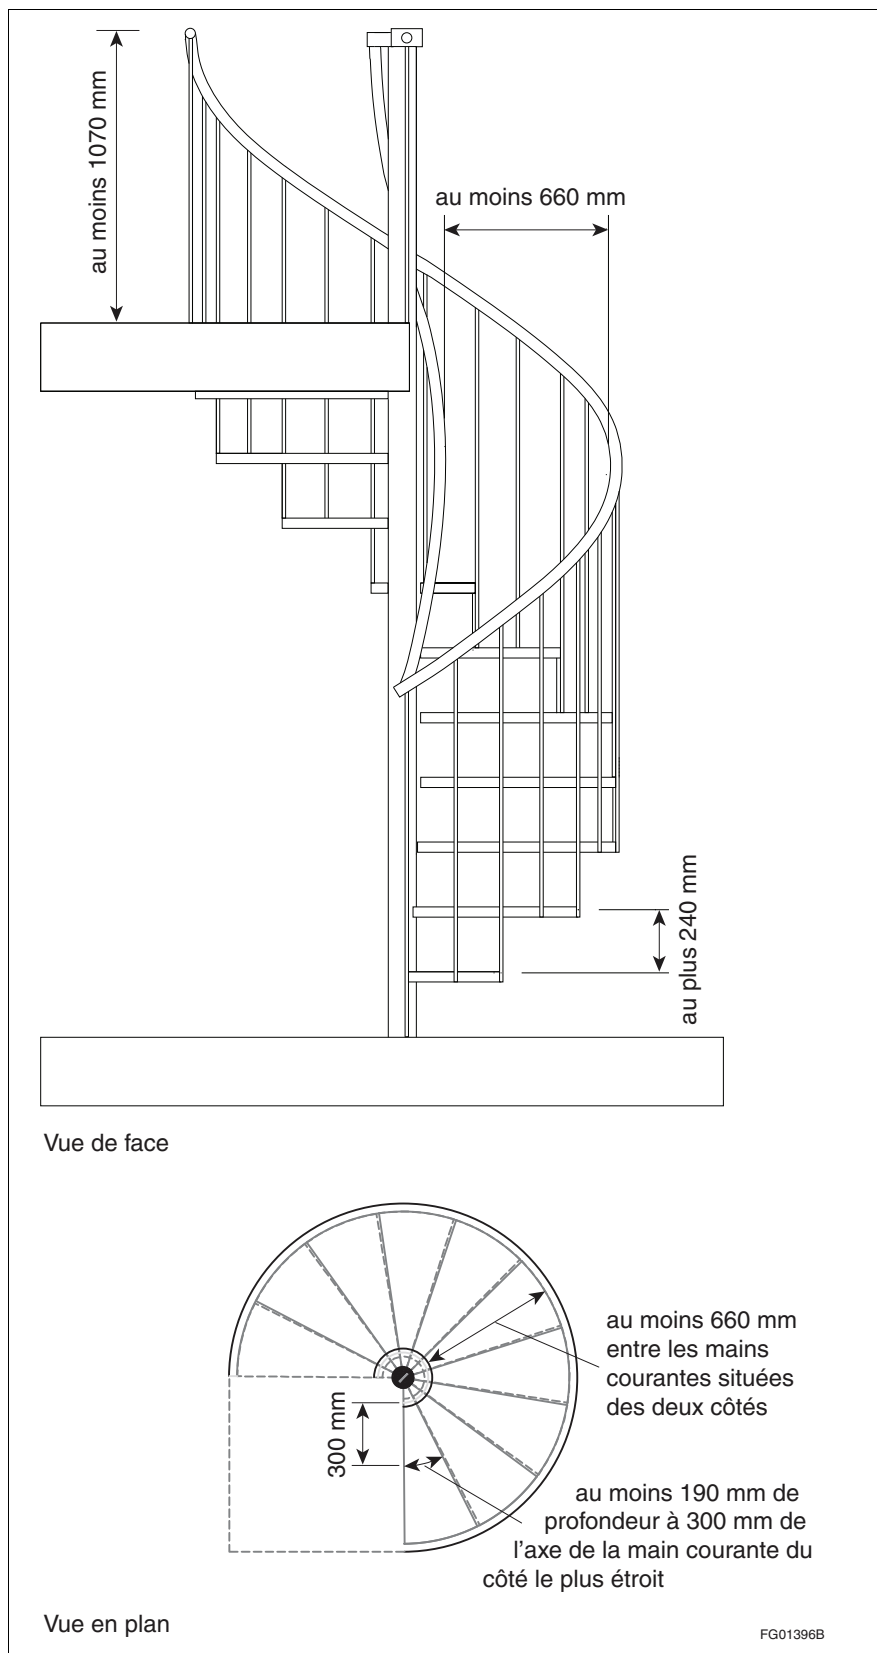 au moins 1070 mm
au moins 660 mm
au plus 240 mm
Vue de face
au moins 660 mm
entre les mains
courantes situées
des deux côtés
300 mm
au moins 190 mm de
profondeur à 300 mm de
l'axe de la main courante du
côté le plus étroit
Vue en plan
FG01396B